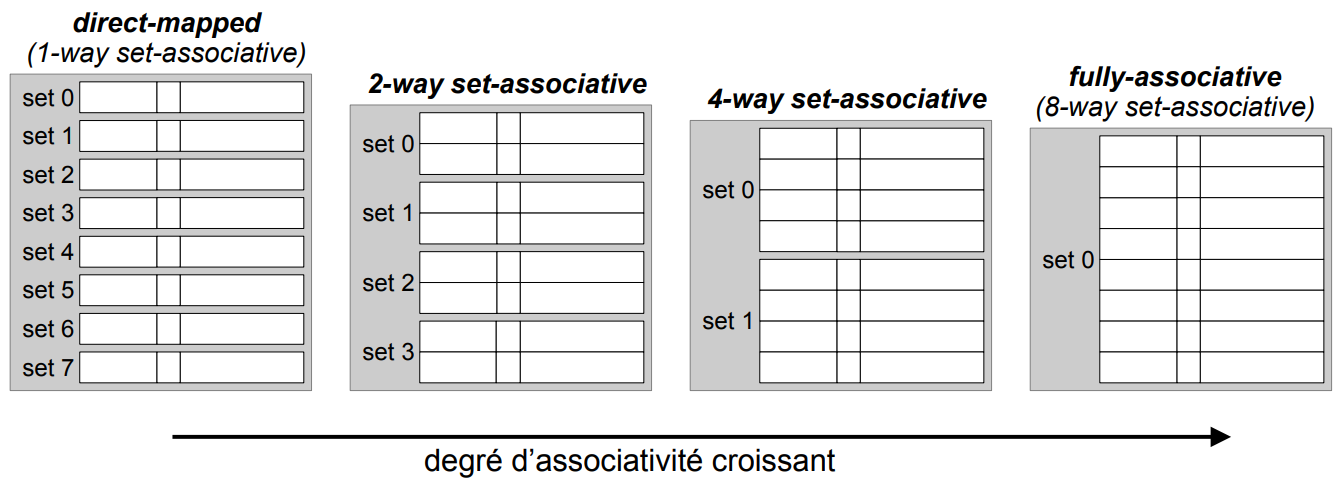 direct-mapped
(1-way set-associative)
set 0
set 1
set 2
set 3
set 4
set 5
set 6
set 7
2-way set-associative
set 0
set 1
set 2
set 3
4-way set-associative
set 0
set 1
fully-associative
(8-way set-associative)
set 0
degré d’associativité croissant